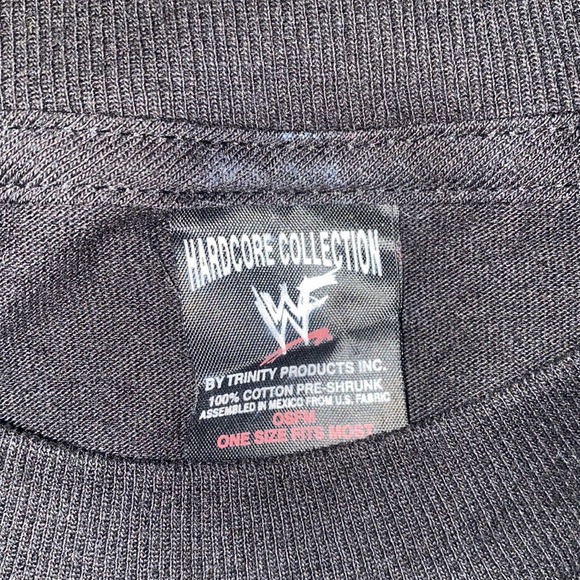 HARDCORE COLLECTION
WF
BY TRINITY PRODUCTS INC.
100% COTTON PRE-SHRUNK
ASSEMBLED IN MEXICO FROM U.S. FABRIC
OSFM
ONE SIZE FITS MOST